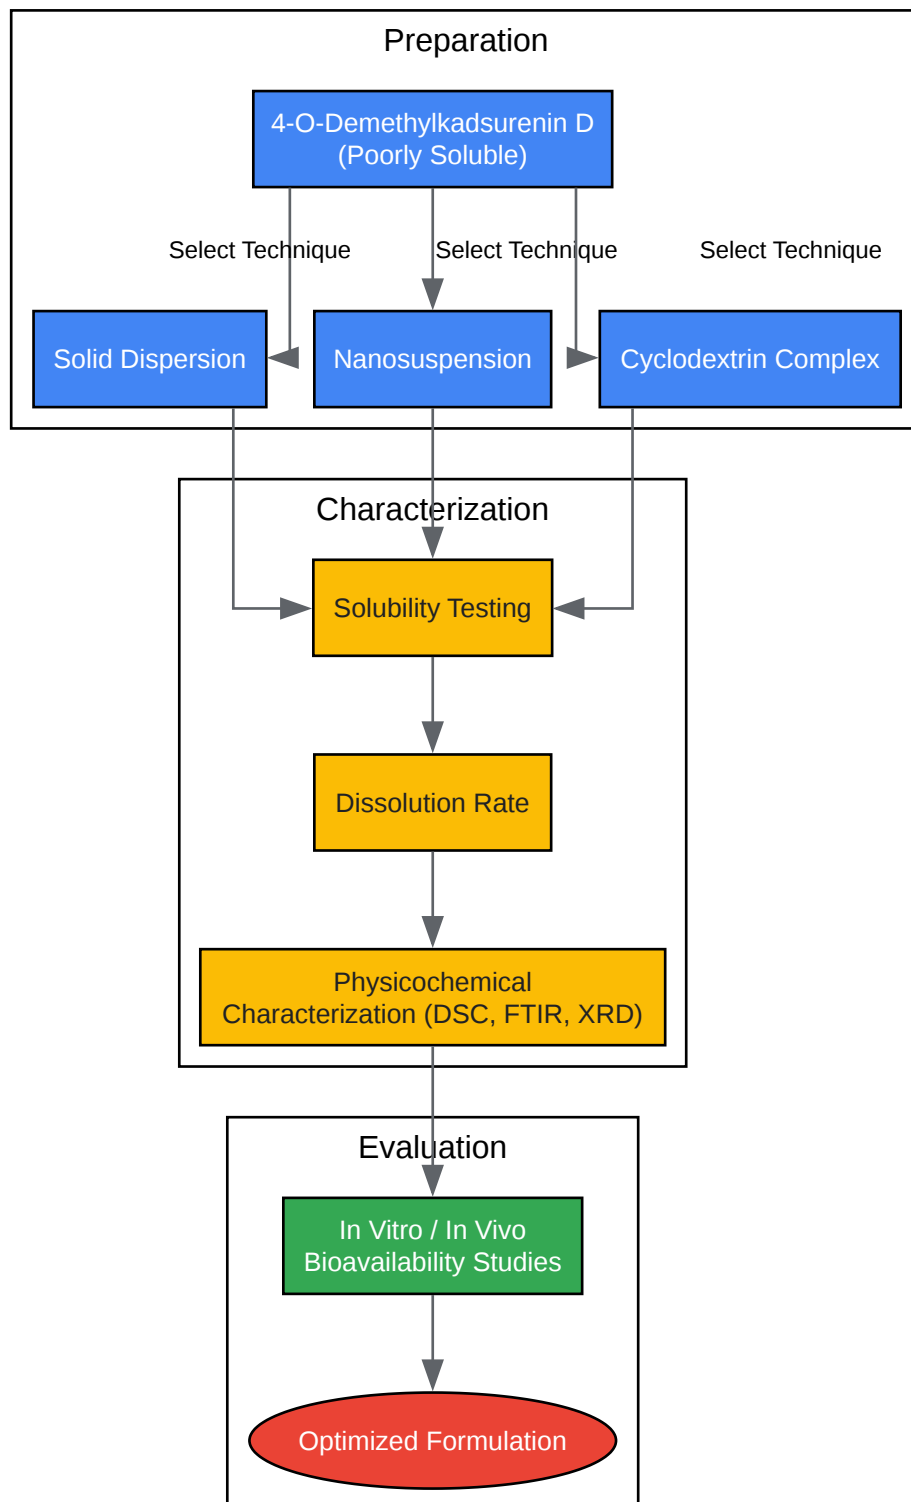 Preparation
4-O-Demethylkadsurenin D
(Poorly Soluble)
Select Technique
Select Technique
Select Technique
Solid Dispersion
Nanosuspension
Cyclodextrin Complex
Characterization
Solubility Testing
Dissolution Rate
Physicochemical
Characterization (DSC, FTIR, XRD)
Evaluation
In Vitro / In Vivo
Bioavailability Studies
Optimized Formulation